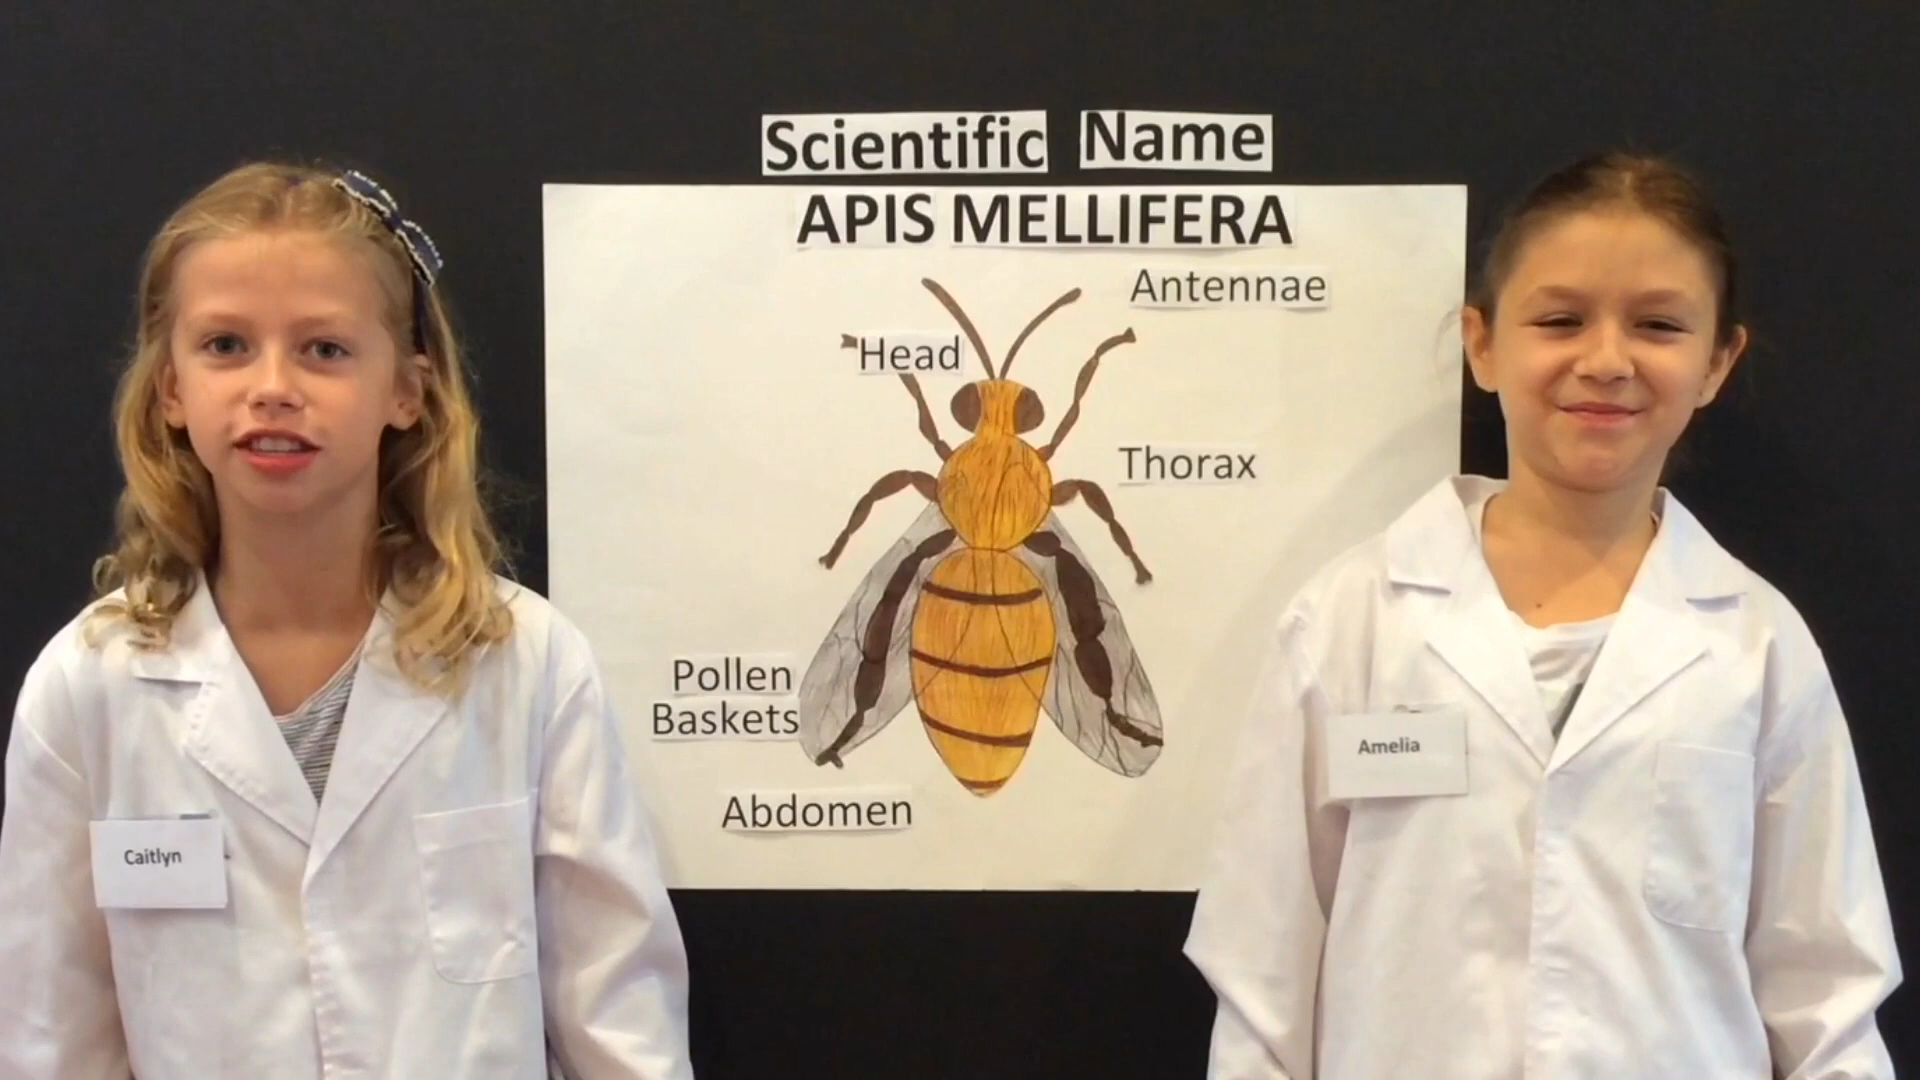 Scientific Name
APIS MELLIFERA
Antennae
Head
Thorax
Pollen
Baskets
Abdomen
Caitlyn
Amelia